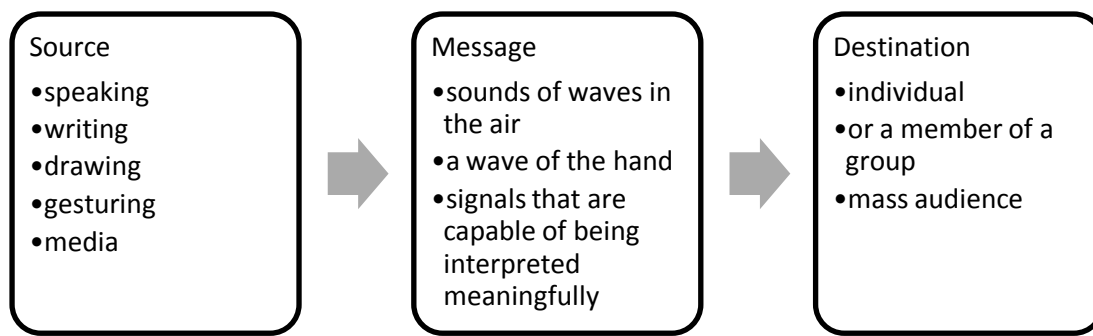 Source
•speaking
•writing
•drawing
•gesturing
•media
Message
•sounds of waves in
the air
•a wave of the hand
•signals that are
capable of being
interpreted
meaningfully
Destination
•individual
•or a member of a
group
•mass audience